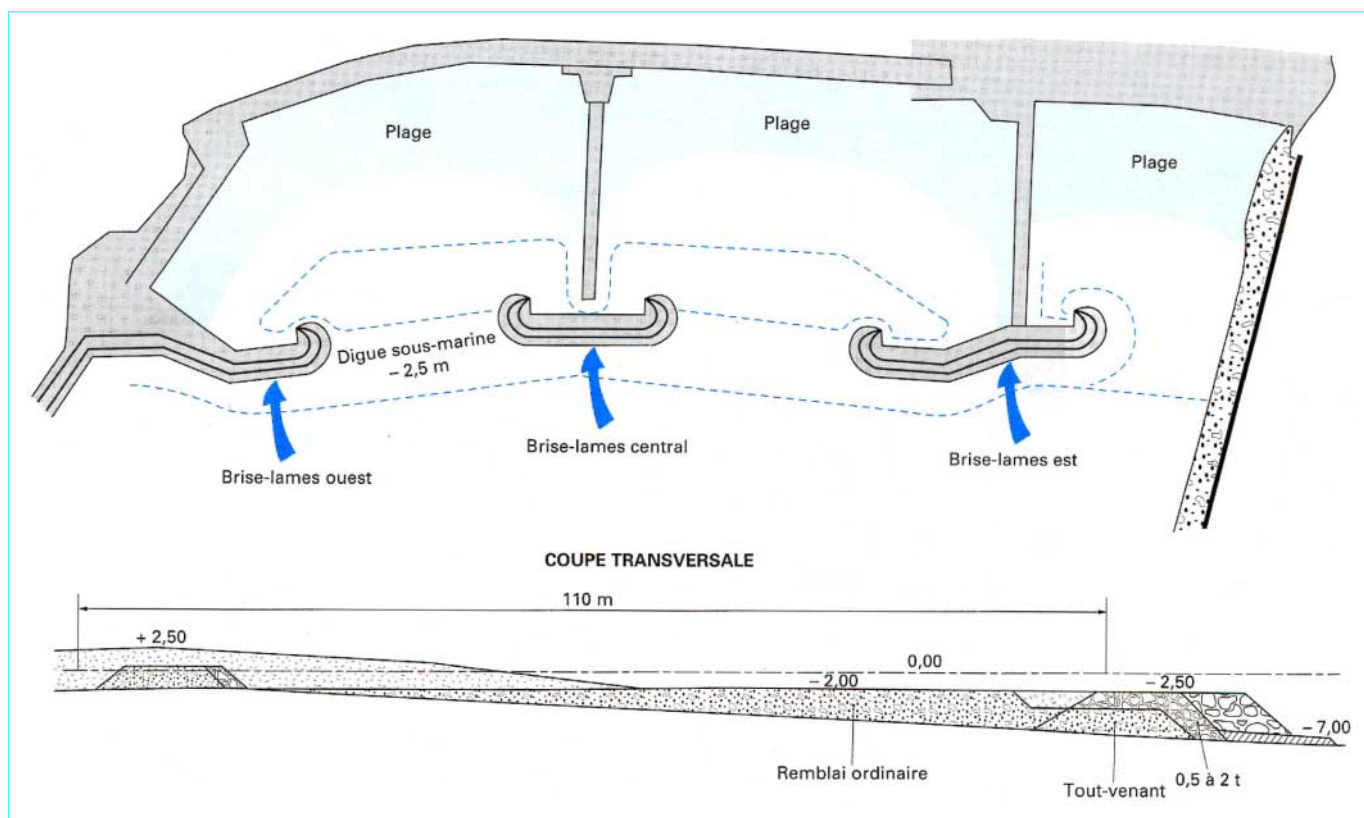 Plage
Plage
Plage
Digue sous-marine
– 2,5 m
Brise-lames ouest
Brise-lames central
Brise-lames est
COUPE TRANSVERSALE
110 m
+ 2,50
0,00
– 2,00
– 2,50
– 7,00
Remblai ordinaire
Tout-venant
0,5 à 2 t